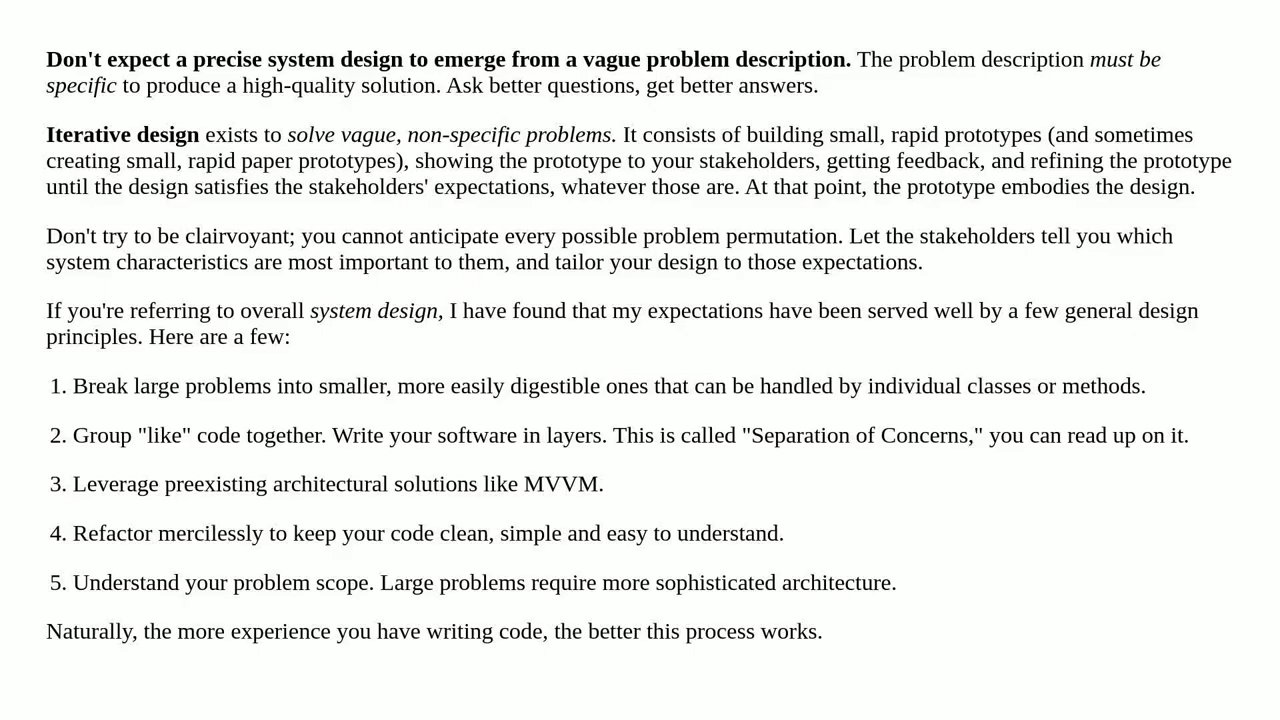 Don't expect a precise system design to emerge from a vague problem description. The problem description must be
specific to produce a high-quality solution. Ask better questions, get better answers.
Iterative design exists to solve vague, non-specific problems. It consists of building small, rapid prototypes (and sometimes
creating small, rapid paper prototypes), showing the prototype to your stakeholders, getting feedback, and refining the prototype
until the design satisfies the stakeholders' expectations, whatever those are. At that point, the prototype embodies the design.
Don't try to be clairvoyant; you cannot anticipate every possible problem permutation. Let the stakeholders tell you which
system characteristics are most important to them, and tailor your design to those expectations.
If you're referring to overall system design, I have found that my expectations have been served well by a few general design
principles. Here are a few:
1. Break large problems into smaller, more easily digestible ones that can be handled by individual classes or methods.
2. Group "like" code together. Write your software in layers. This is called "Separation of Concerns," you can read up on it.
3. Leverage preexisting architectural solutions like MVVM.
4. Refactor mercilessly to keep your code clean, simple and easy to understand.
5. Understand your problem scope. Large problems require more sophisticated architecture.
Naturally, the more experience you have writing code, the better this process works.